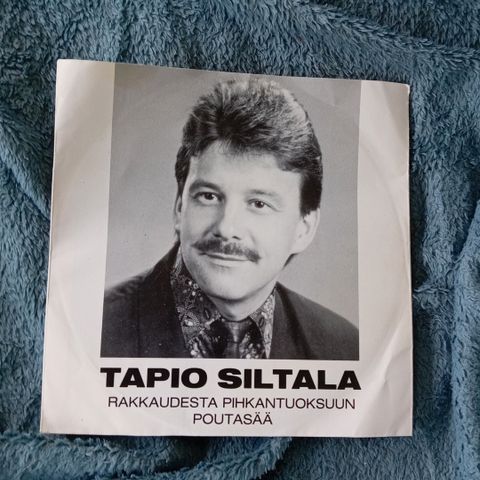 TAPIO SILTALA
RAKKAUDESTA PIHKANTUOKSUUN
POUTASÄÄ